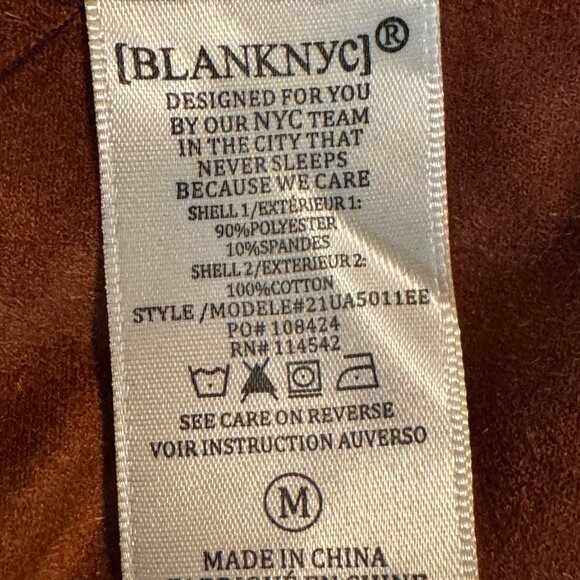 [BLANKNYC]®
DESIGNED FOR YOU
BY OUR NYC TEAM
IN THE CITY THAT
NEVER SLEEPS
BECAUSE WE CARE
SHELL 1/EXTÉRIEUR 1:
90%POLYESTER
10%SPANDES
SHELL 2/EXTERIEUR 2:
100%COTTON
STYLE /MODELE#21UA5011EE
PO# 108424
RN# 114542
SEE CARE ON REVERSE
VOIR INSTRUCTION AUVERSO
M
MADE IN CHINA